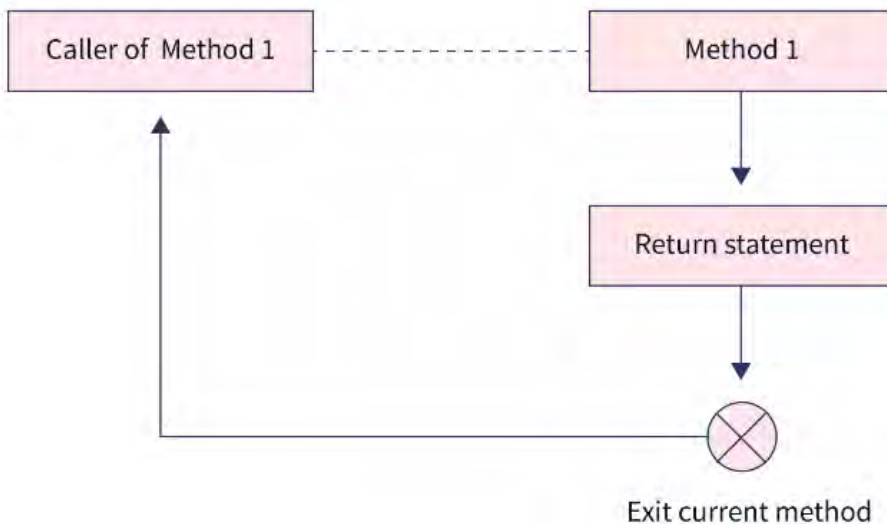 Caller of Method 1
Method 1
Return statement
Exit current method